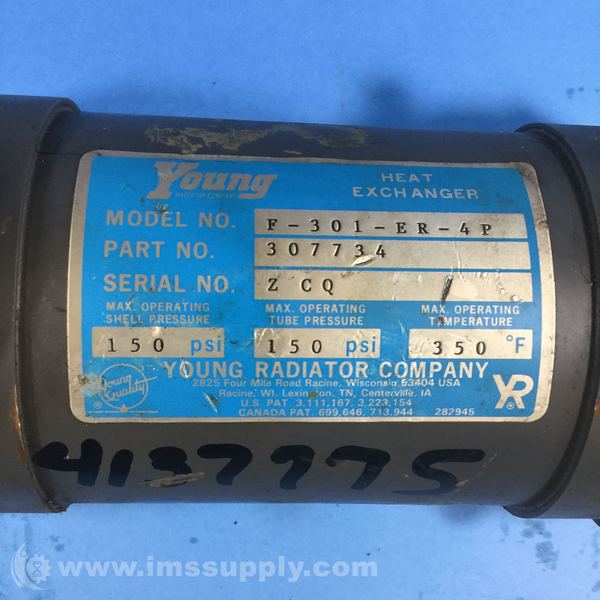 Young
RADIATOR COMPANY
HEAT
EXCHANGER
MODEL NO. F-301-ER-4P
PART NO. 307734
SERIAL NO. Z CQ
MAX. OPERATING
SHELL PRESSURE
150 psi
MAX. OPERATING
TUBE PRESSURE
150 psi
MAX. OPERATING
TEMPERATURE
350 °F
Young
Quality
YOUNG RADIATOR COMPANY
2825 Four Mile Road Racine, Wisconsin 53404 USA
Racine, WI, Lexington, TN, Centerville, IA
U.S. PAT. 3,111,167, 3,223,154
CANADA PAT. 699,646, 713,944 282945
YR
®
4137775
© www.imssupply.com